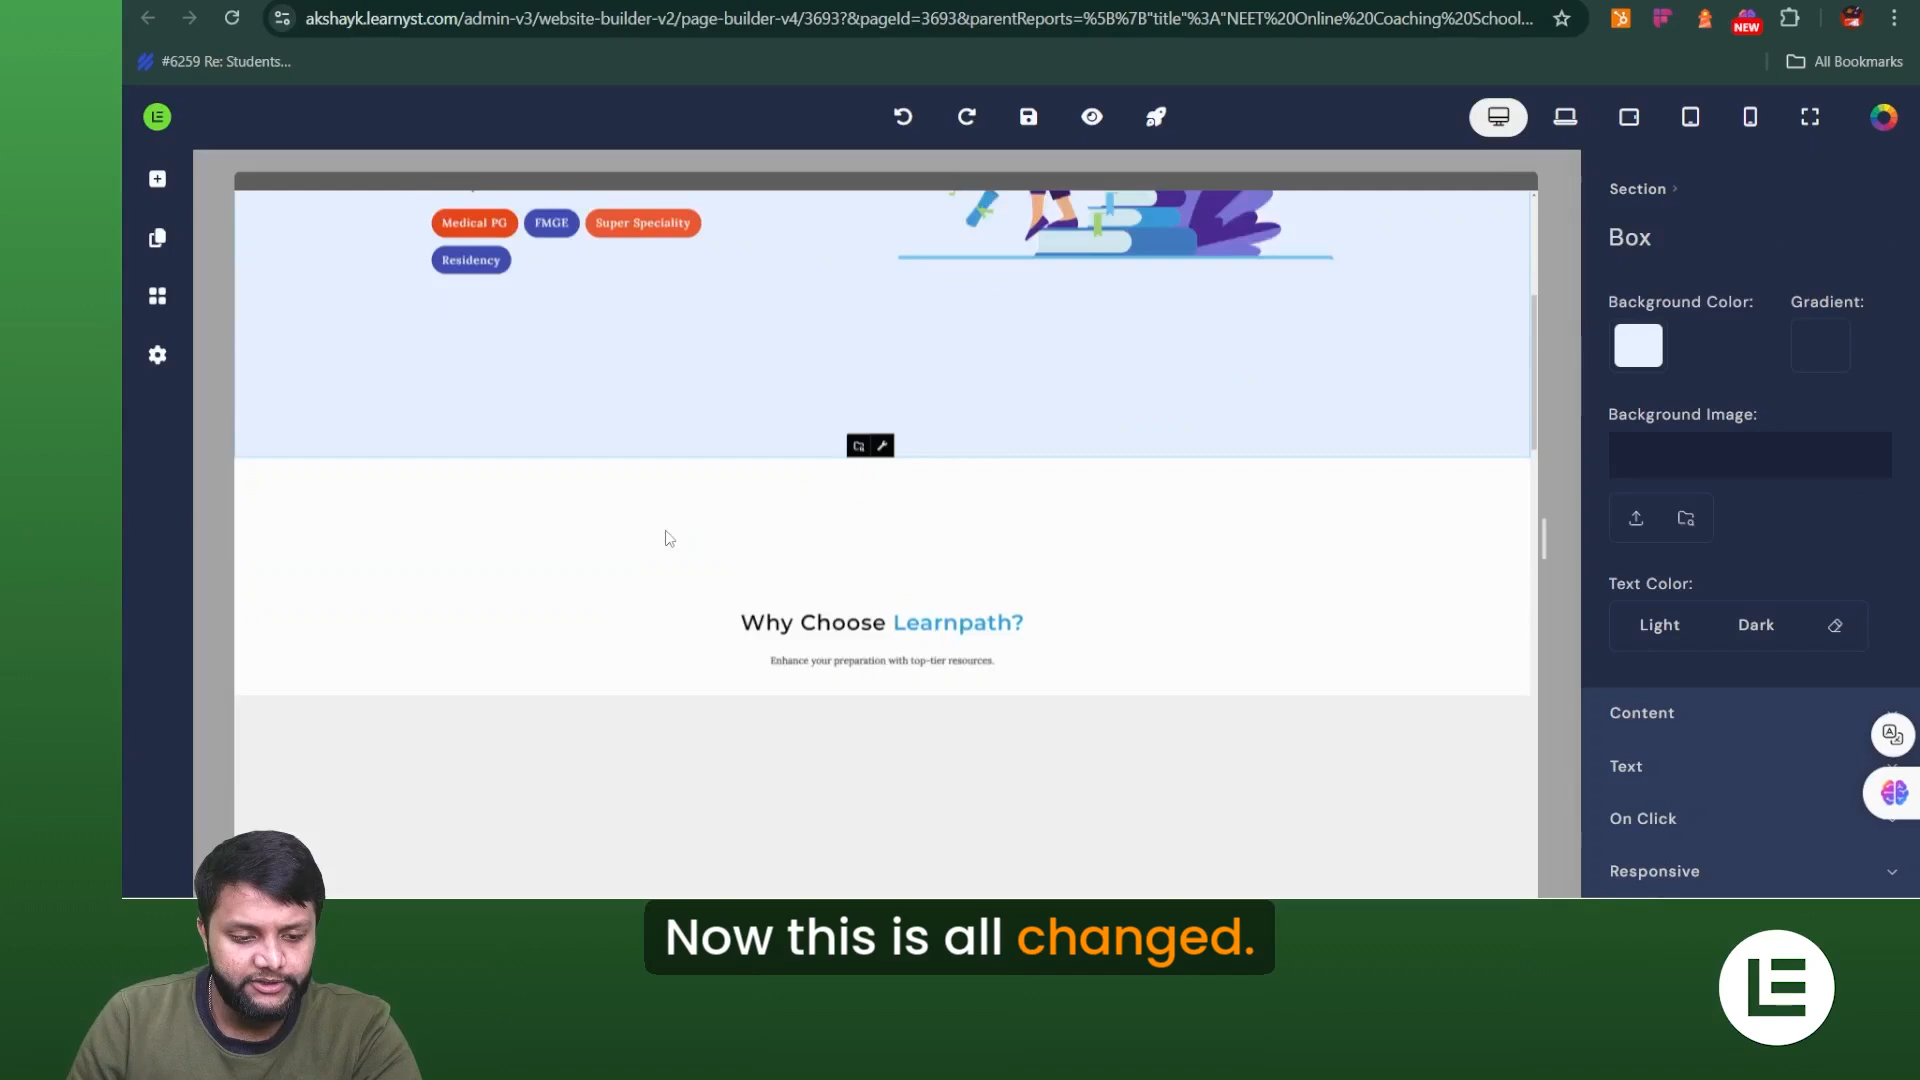 akshayk.learnyst.com/admin-v3/website-builder-v2/page-builder-v4/3693?&pageId=3693&parentReports=%5B%7B"title"%3A"NEET%20Online%20Coaching%20School...
NEW
#6259 Re: Students...
All Bookmarks
Section
Box
Medical PG
FMGE
Super Speciality
Residency
Background Color:
Gradient:
Background Image:
Text Color:
Light
Dark
Why Choose Learnpath?
Enhance your preparation with top-tier resources.
Content
Text
On Click
Responsive
Now this is all changed.
LE